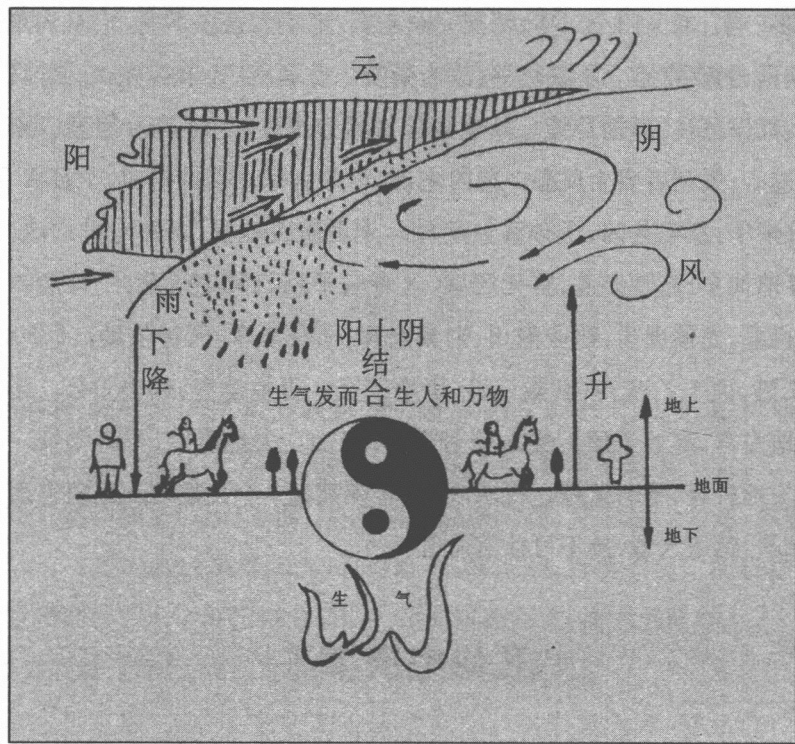 云
阳
阴
雨
风
下降
阳十阴
结
合
生气发而 生人和万物
升
地上
地面
地下
生 气